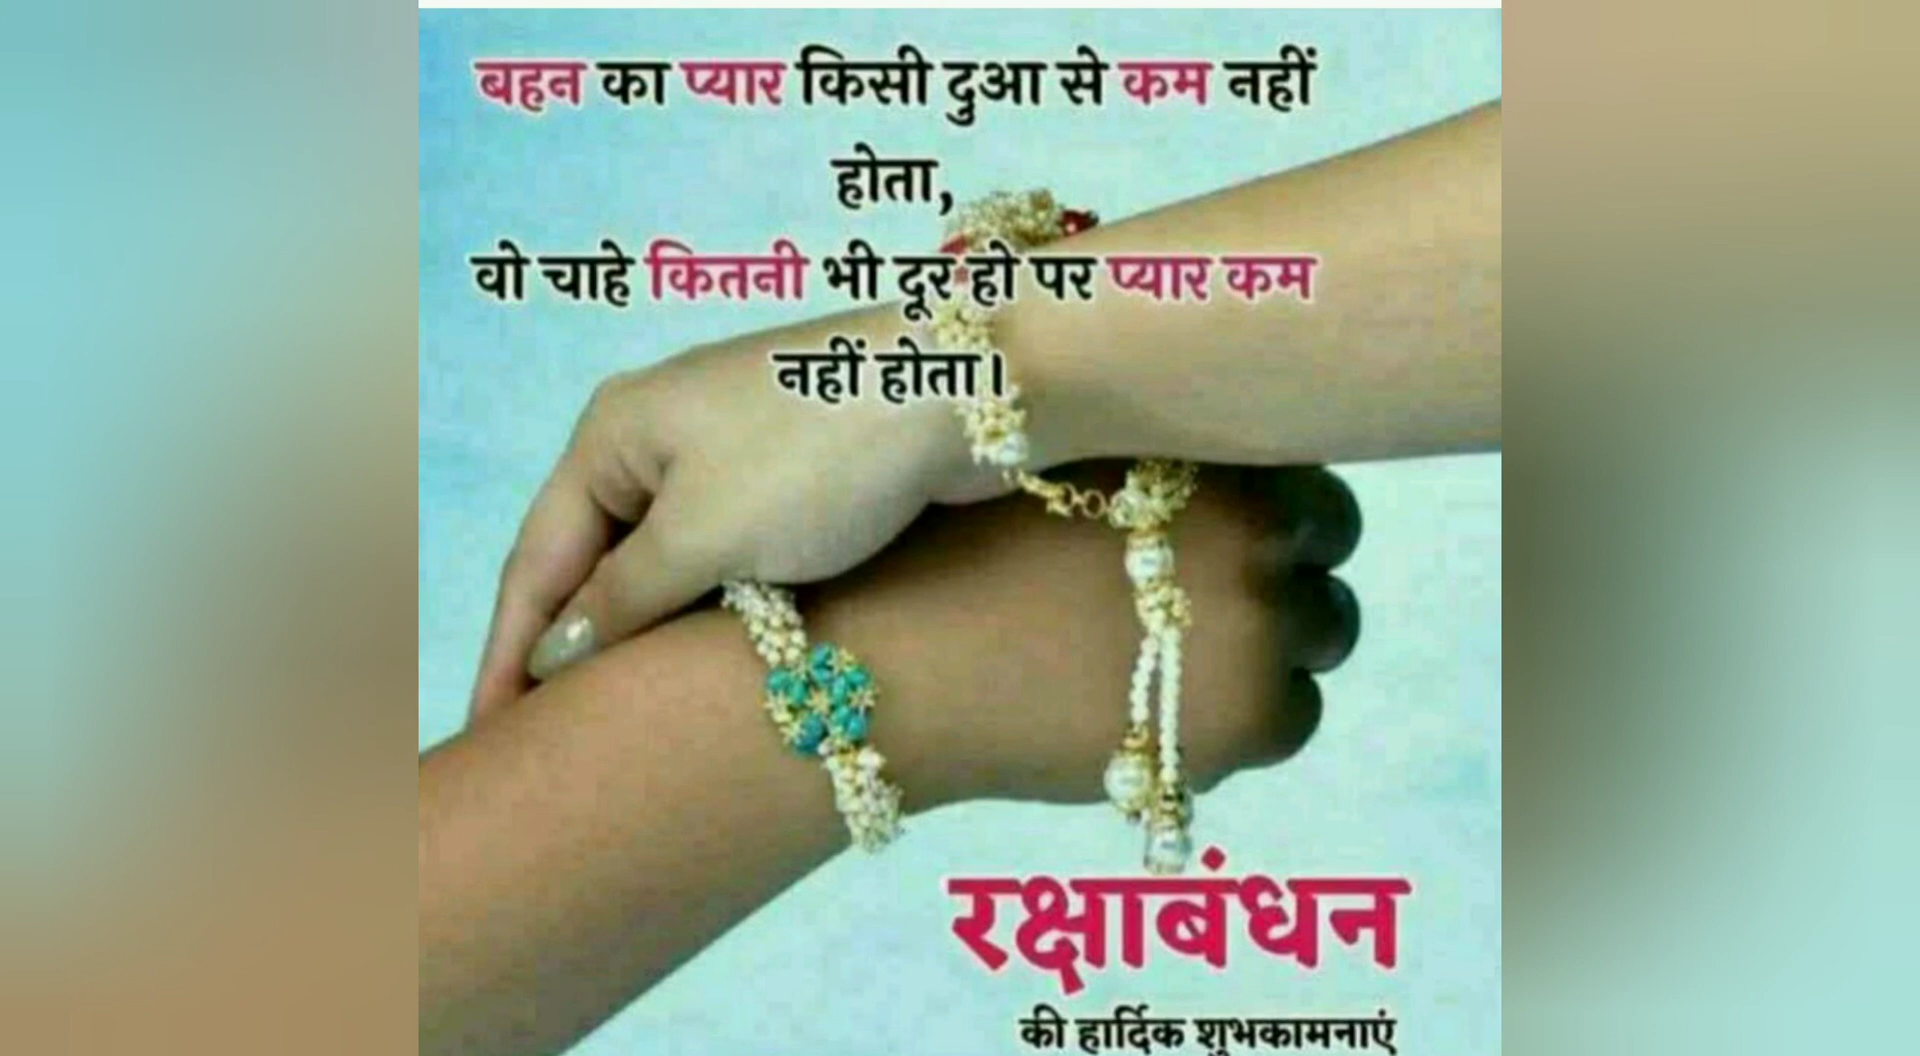 बहन का प्यार किसी दुआ से कम नहीं
होता,
वो चाहे कितनी भी दूर हो पर प्यार कम
नहीं होता।
रक्षाबंधन
की हार्दिक शुभकामनाएं